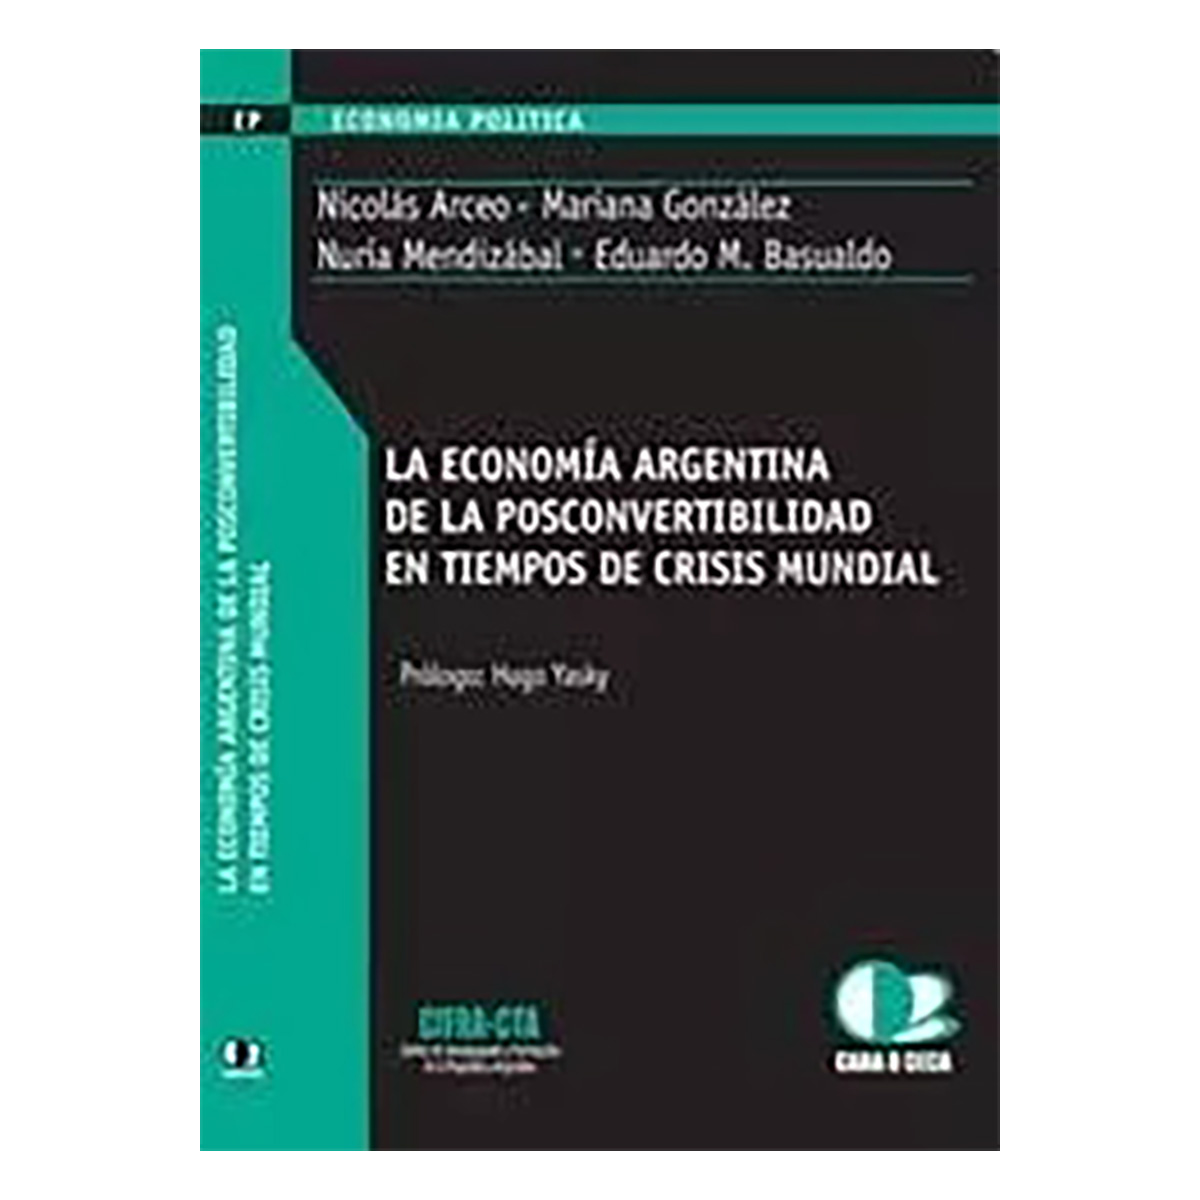 EP
ECONOMIA POLITICA
Nicolás Arceo · Mariana González
Nuria Mendizábal · Eduardo M. Basualdo
LA ECONOMÍA ARGENTINA
DE LA POSCONVERTIBILIDAD
EN TIEMPOS DE CRISIS MUNDIAL
Prólogo: Hugo Yasky
CIFRA-CTA
CARA O CECA
LA ECONOMÍA ARGENTINA DE LA POSCONVERTIBILIDAD
EN TIEMPOS DE CRISIS MUNDIAL